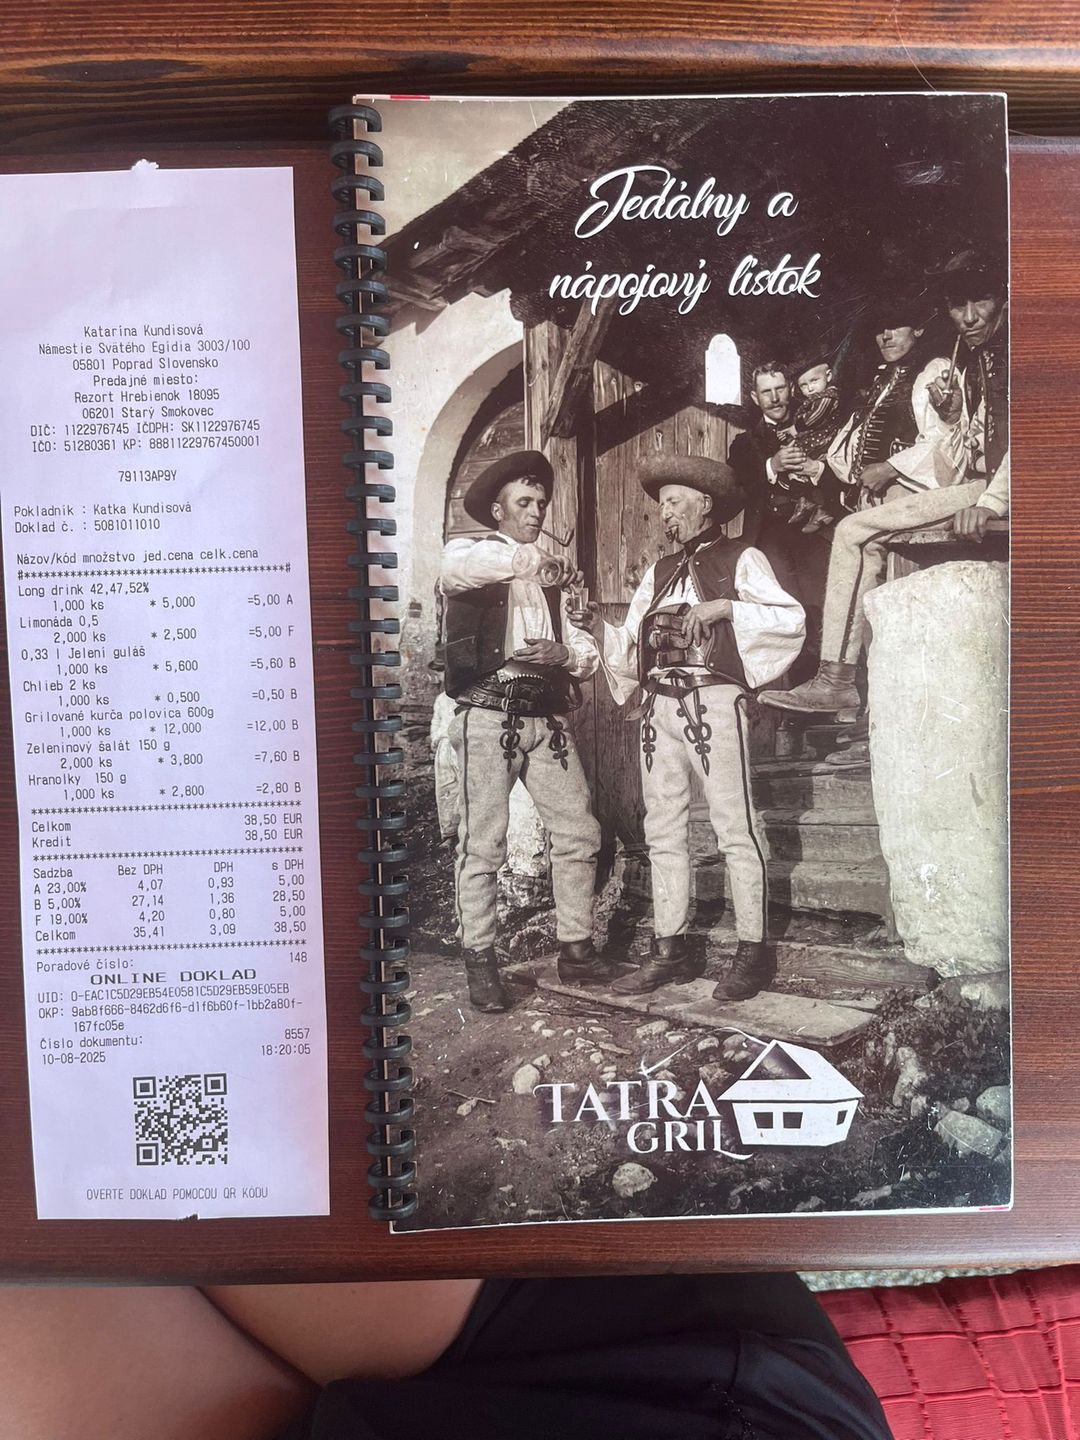 Katarína Kundisová
Námestie Svätého Egídia 3003/100
05801 Poprad Slovensko
Predajné miesto:
Rezort Hrebienok 18095
06201 Starý Smokovec
DIČ: 1122976745 IČDPH: SK1122976745
IČO: 51280361 KP: 88811229767450001
79113AP9Y
Pokladník : Katka Kundisová
Doklad č. : 5081011010
Názov/kód množstvo jed.cena celk.cena
#****************************************#
Long drink 42,47,52%
1,000 ks * 5,000 =5,00 A
Limonáda 0,5
2,000 ks * 2,500 =5,00 F
0,33 l Jelení guláš
1,000 ks * 5,600 =5,60 B
Chlieb 2 ks
1,000 ks * 0,500 =0,50 B
Grilované kurča polovica 600g
1,000 ks * 12,000 =12,00 B
Zeleninový šalát 150 g
2,000 ks * 3,800 =7,60 B
Hranolky 150 g
1,000 ks * 2,800 =2,80 B
******************************************
Celkom 38,50 EUR
Kredit 38,50 EUR
******************************************
Sadzba Bez DPH DPH s DPH
A 23,00% 4,07 0,93 5,00
B 5,00% 27,14 1,36 28,50
F 19,00% 4,20 0,80 5,00
Celkom 35,41 3,09 38,50
******************************************
Poradové číslo: 148
ONLINE DOKLAD
UID: O-EAC1C5D29EB54E0581C5D29EB59E05EB
OKP: 9ab8f666-8462d6f6-d1f6b60f-1bb2a80f-
167fc05e
Číslo dokumentu: 8557
10-08-2025 18:20:05
OVERTE DOKLAD POMOCOU QR KÓDU
Jedálny a
nápojový lístok
TATRA
GRIL